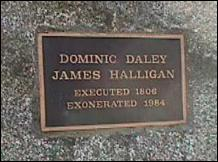 DOMINIC DALEY
JAMES HALLIGAN
EXECUTED 1806
EXONERATED 1984